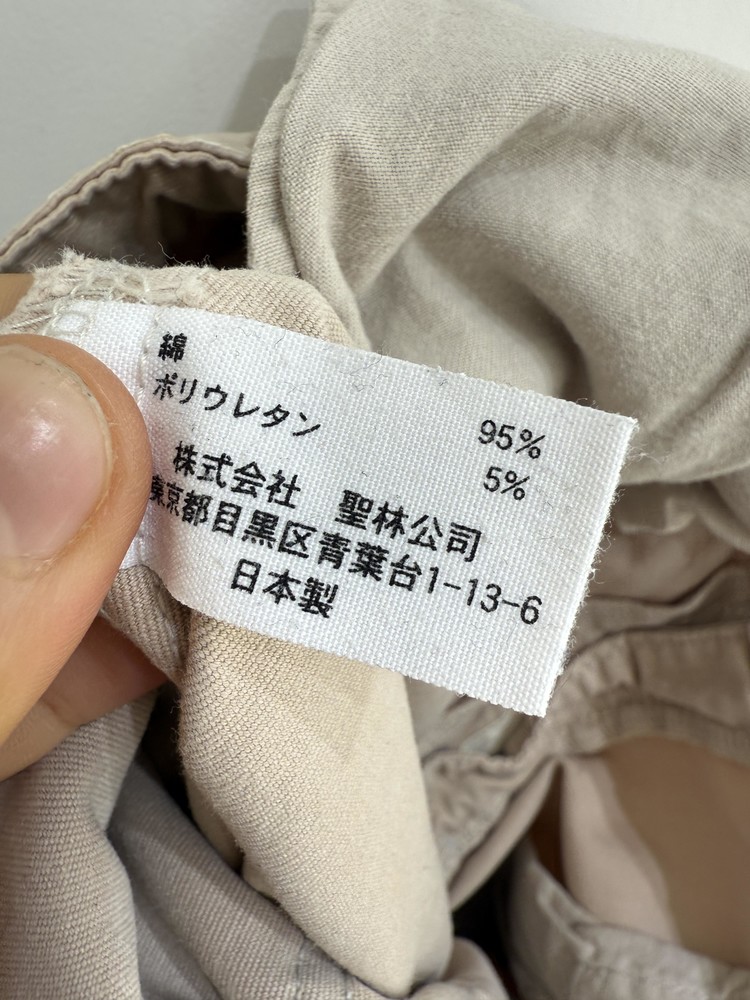 綿 95%
ポリウレタン 5%
株式会社 聖林公司
東京都目黒区青葉台1-13-6
日本製